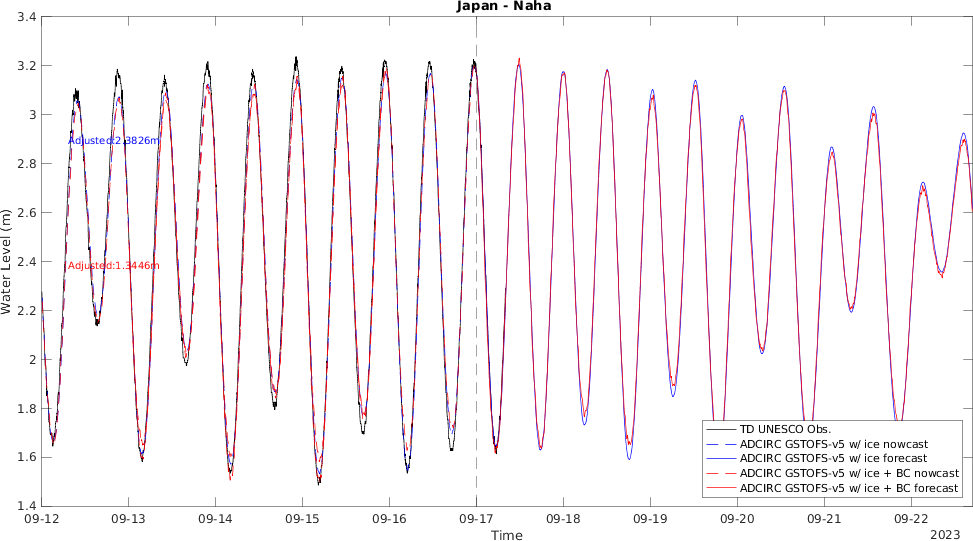 Japan - Naha
3.4
3.2
3
2.8
2.6
2.4
2.2
2
1.8
1.6
1.4
Water Level (m)
Adjusted:2.3826m
Adjusted:1.3446m
TD UNESCO Obs.
ADCIRC GSTOFS-v5 w/ ice nowcast
ADCIRC GSTOFS-v5 w/ ice forecast
ADCIRC GSTOFS-v5 w/ ice + BC nowcast
ADCIRC GSTOFS-v5 w/ ice + BC forecast
09-12 09-13 09-14 09-15 09-16 09-17 09-18 09-19 09-20 09-21 09-22
Time
2023